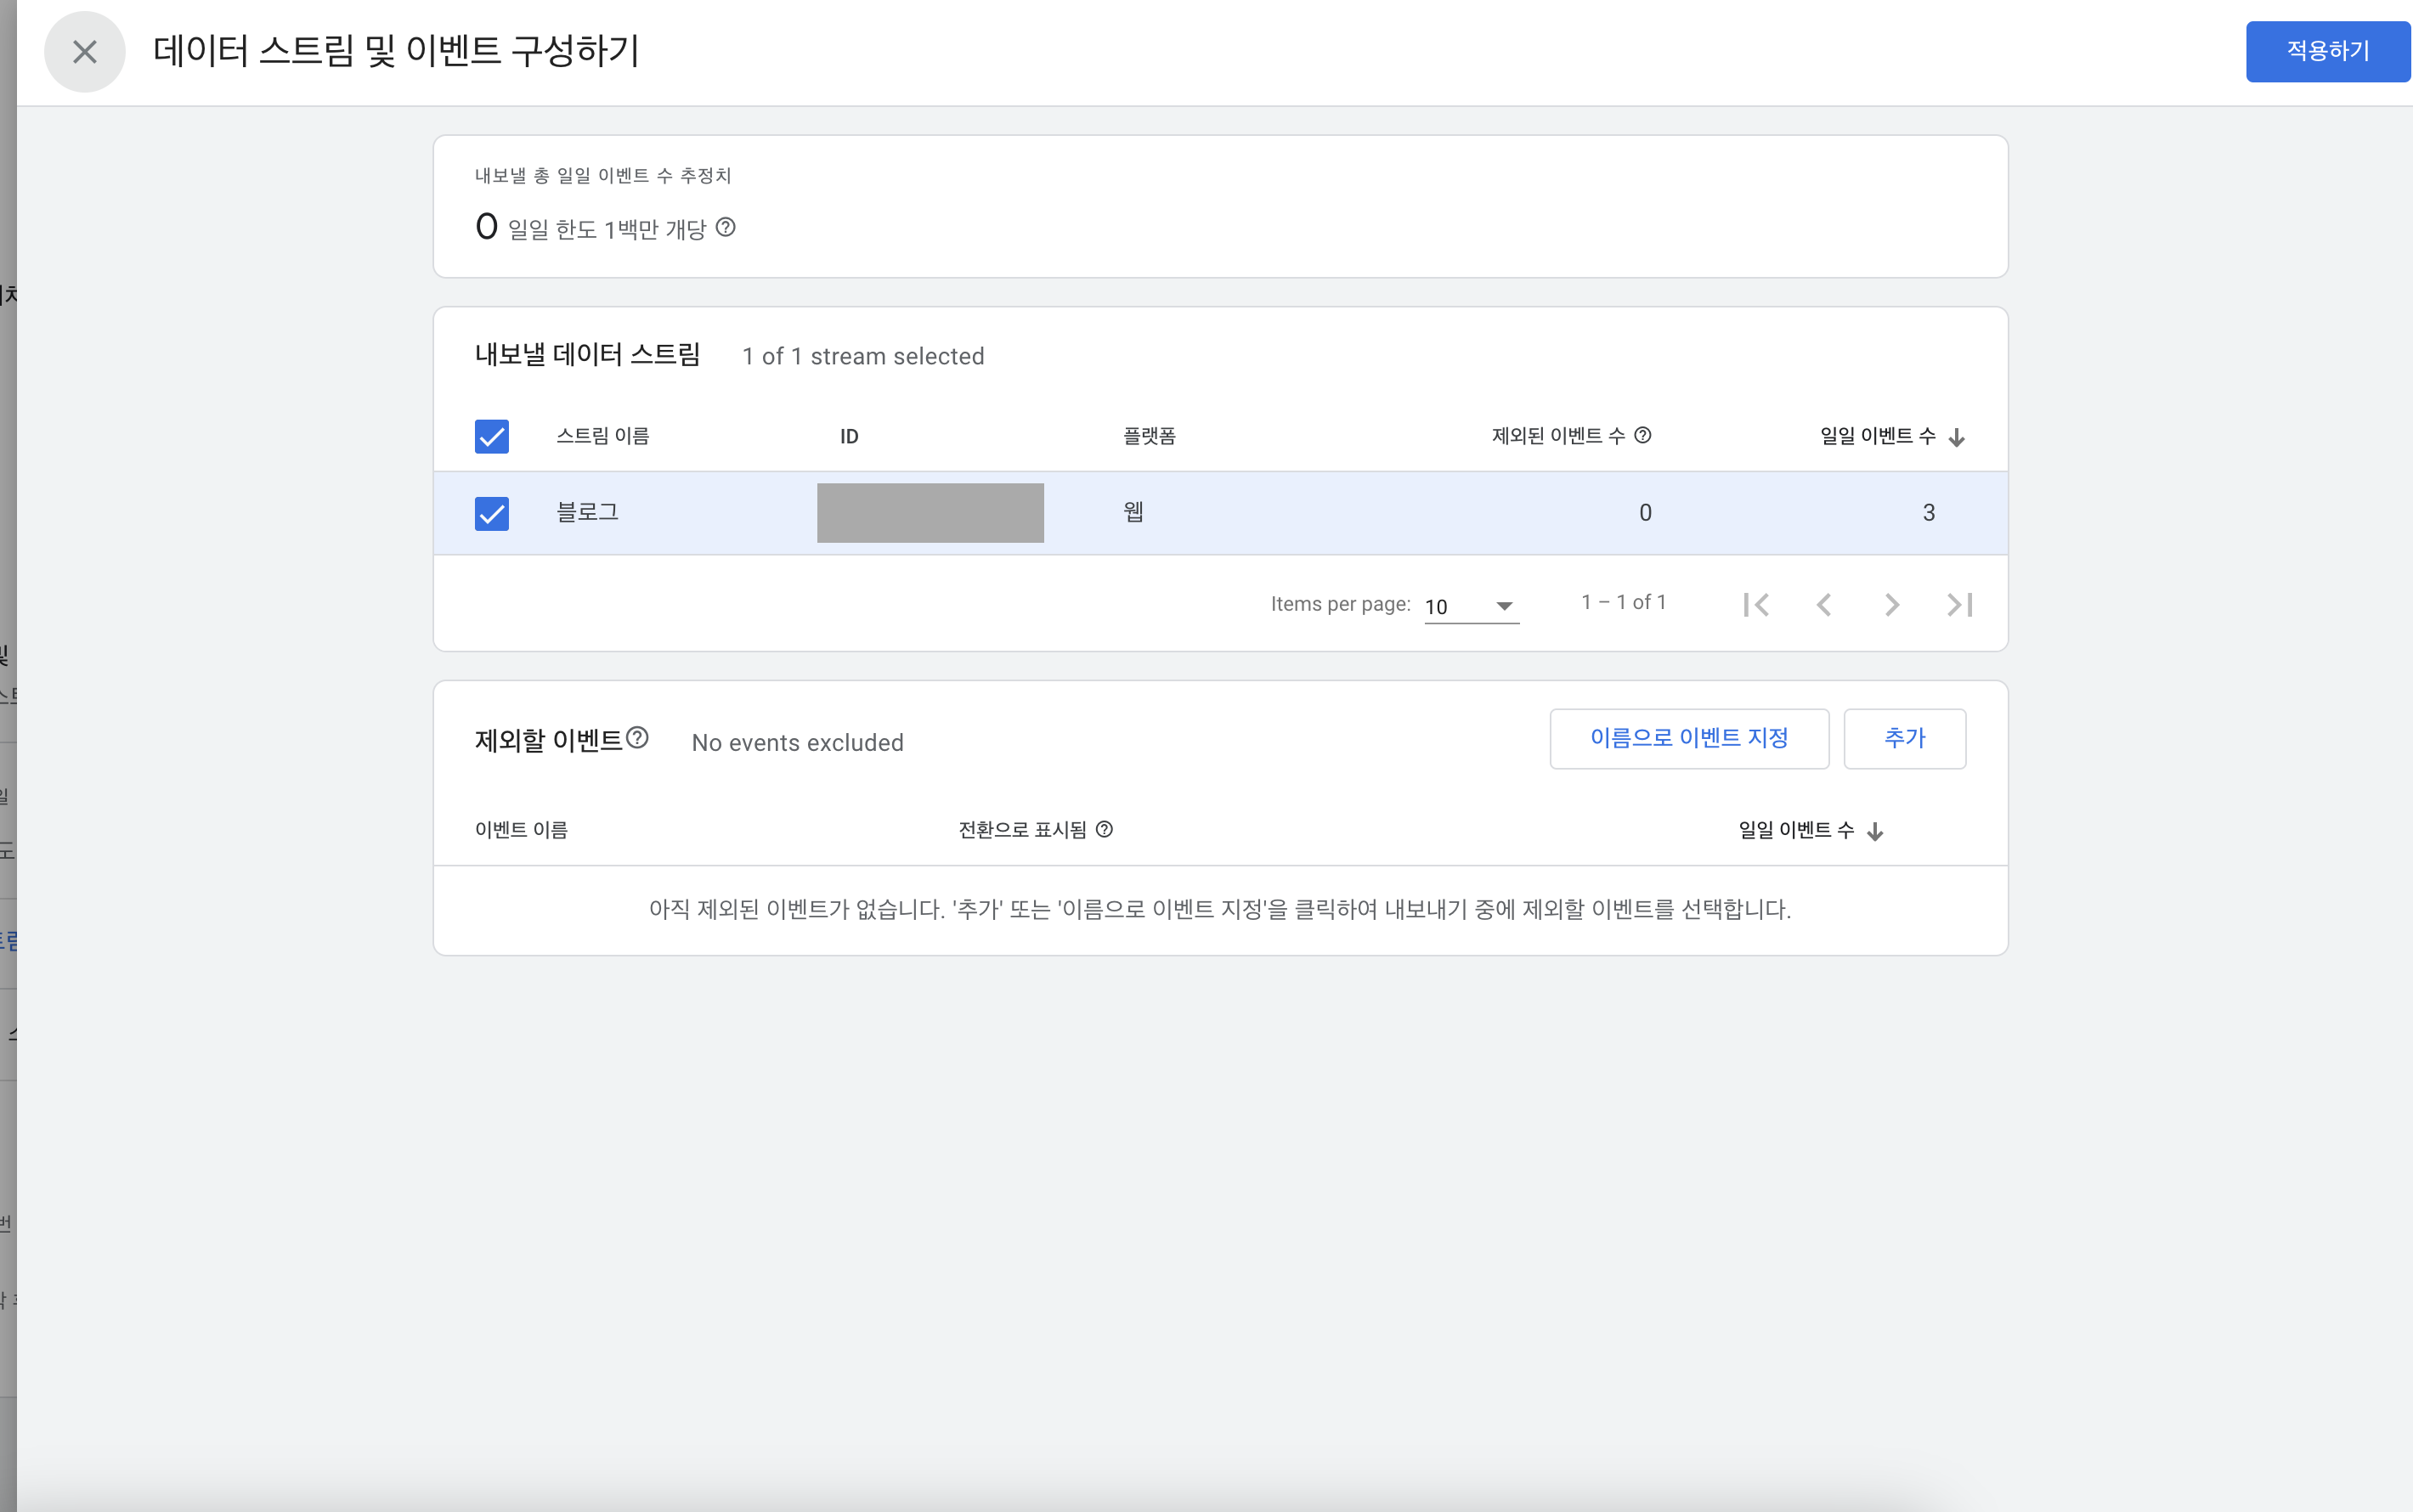 데이터 스트림 및 이벤트 구성하기
적용하기
내보낼 총 일일 이벤트 수 추정치
0 일일 한도 1백만 개당
내보낼 데이터 스트림 1 of 1 stream selected
스트림 이름 ID 플랫폼 제외된 이벤트 수 일일 이벤트 수
블로그 웹 0 3
Items per page: 10 1 – 1 of 1
제외할 이벤트 No events excluded 이름으로 이벤트 지정 추가
이벤트 이름 전환으로 표시됨 일일 이벤트 수
아직 제외된 이벤트가 없습니다. '추가' 또는 '이름으로 이벤트 지정'을 클릭하여 내보내기 중에 제외할 이벤트를 선택합니다.